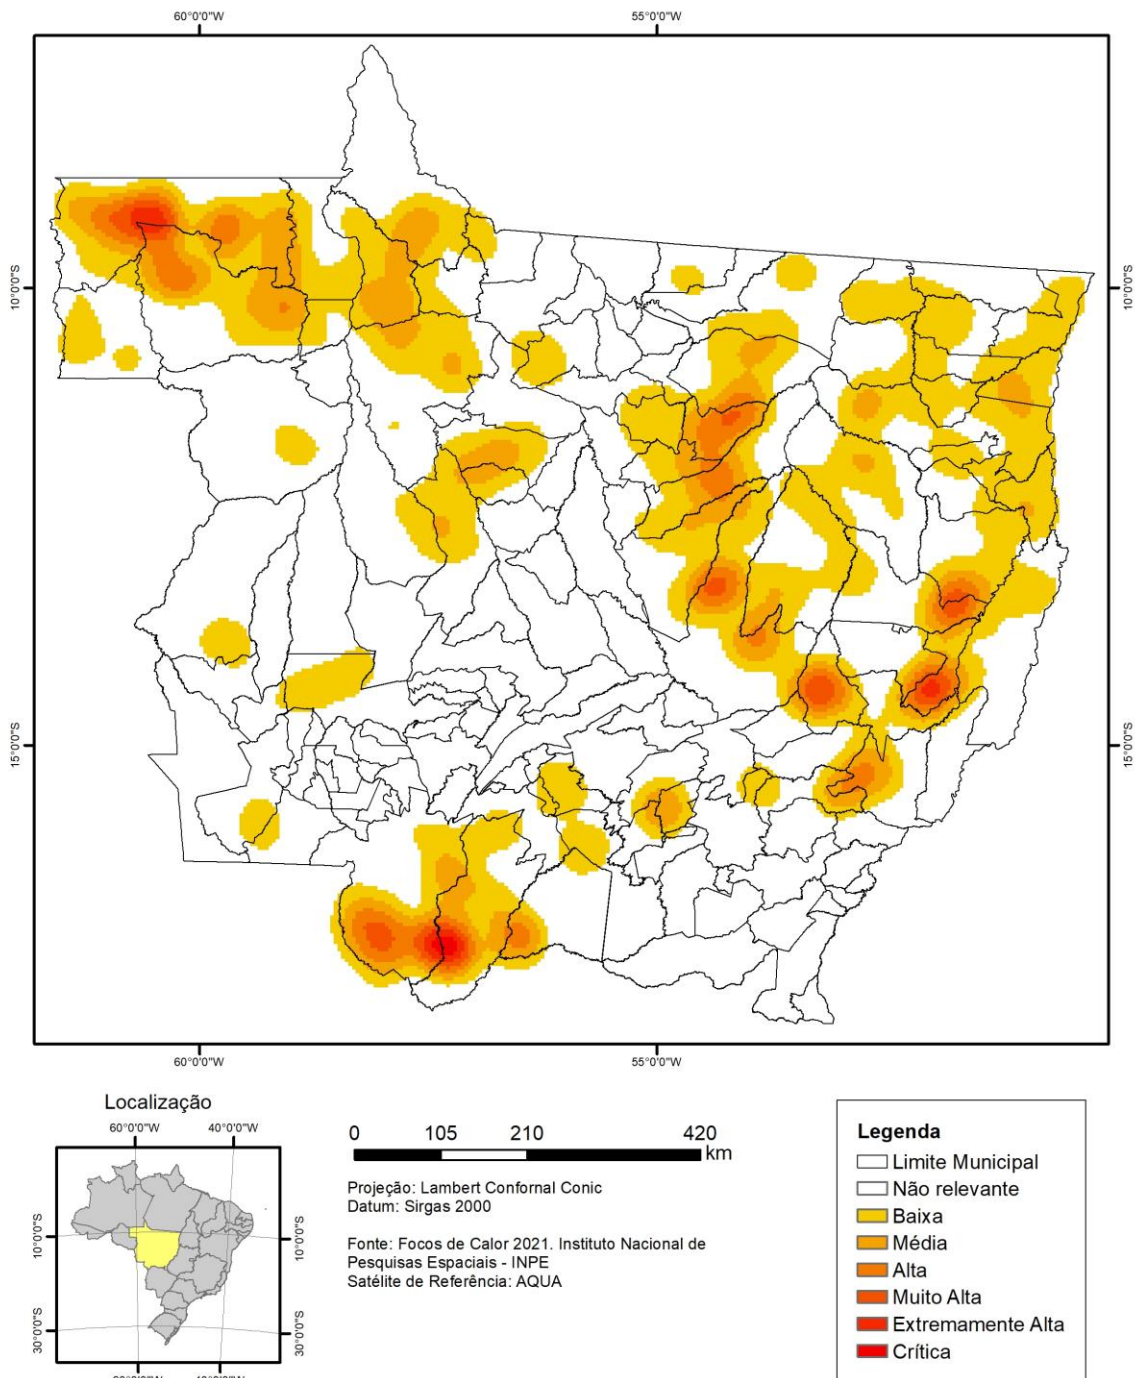 60°0'0"W 55°0'0"W
10°0'0"S 10°0'0"S
15°0'0"S 15°0'0"S
60°0'0"W 55°0'0"W
Localização
60°0'0"W 40°0'0"W
10°0'0"S 10°0'0"S
30°0'0"S 30°0'0"S
0 105 210 420
km
Projeção: Lambert Confornal Conic
Datum: Sirgas 2000
Fonte: Focos de Calor 2021. Instituto Nacional de
Pesquisas Espaciais - INPE
Satélite de Referência: AQUA
Legenda
Limite Municipal
Não relevante
Baixa
Média
Alta
Muito Alta
Extremamente Alta
Crítica